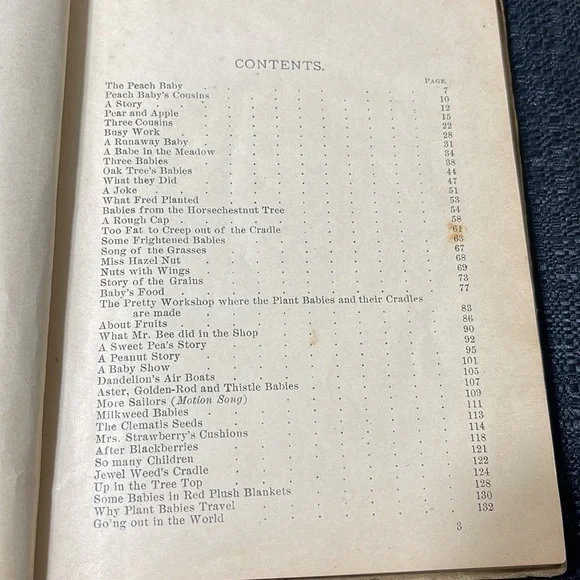 CONTENTS.
PAGE
The Peach Baby 7
Peach Baby's Cousins 10
A Story 12
Pear and Apple 15
Three Cousins 22
Busy Work 28
A Runaway Baby 31
A Babe in the Meadow 34
Three Babies 38
Oak Tree's Babies 44
What they Did 47
A Joke 51
What Fred Planted 53
Babies from the Horsechestnut Tree 54
A Rough Cap 58
Too Fat to Creep out of the Cradle 61
Some Frightened Babies 63
Song of the Grasses 67
Miss Hazel Nut 68
Nuts with Wings 69
Story of the Grains 73
Baby's Food 77
The Pretty Workshop where the Plant Babies and their Cradles
are made 83
About Fruits 86
What Mr. Bee did in the Shop 90
A Sweet Pea's Story 92
A Peanut Story 95
A Baby Show 101
Dandelion's Air Boats 105
Aster, Golden-Rod and Thistle Babies 107
More Sailors (Motion Song) 109
Milkweed Babies 111
The Clematis Seeds 113
Mrs. Strawberry's Cushions 114
After Blackberries 118
So many Children 121
Jewel Weed's Cradle 122
Up in the Tree Top 124
Some Babies in Red Plush Blankets 128
Why Plant Babies Travel 130
Go'ng out in the World 132
3